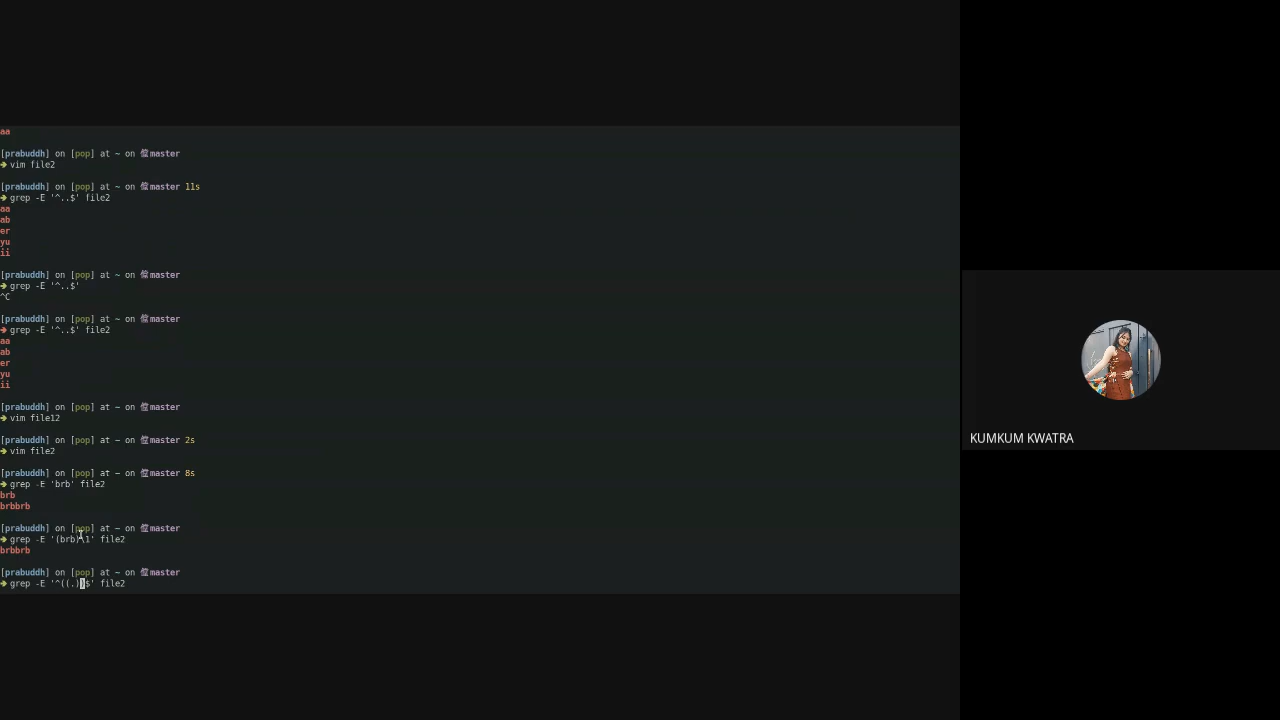 aa
[prabuddh] on [pop] at ~ on master
➜ vim file2
[prabuddh] on [pop] at ~ on master 11s
➜ grep -E '^..$' file2
aa
ab
er
yu
ii
[prabuddh] on [pop] at ~ on master
➜ grep -E '^..$'
^C
[prabuddh] on [pop] at ~ on master
➜ grep -E '^..$' file2
aa
ab
er
yu
ii
[prabuddh] on [pop] at ~ on master
➜ vim file12
[prabuddh] on [pop] at ~ on master 2s
➜ vim file2
[prabuddh] on [pop] at ~ on master 8s
➜ grep -E 'brb' file2
brb
brbbrb
[prabuddh] on [pop] at ~ on master
➜ grep -E '(brb)\1' file2
brbbrb
[prabuddh] on [pop] at ~ on master
➜ grep -E '^((.))$' file2
KUMKUM KWATRA